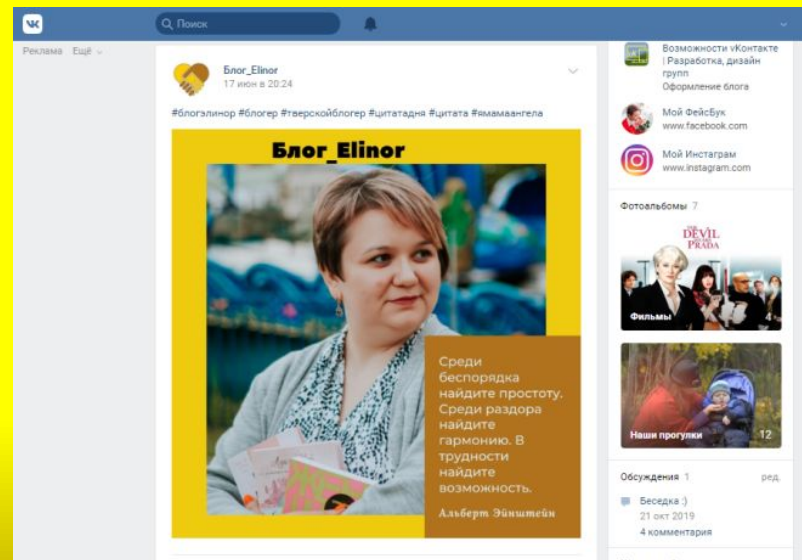 Поиск
Реклама Ещё
Блог_Elinor
17 июн в 20:24
#блогэлинор #блогер #тверскойблогер #цитатадня #цитата #ямамаангела
Блог_Elinor
Среди
беспорядка
найдите простоту.
Среди раздора
найдите
гармонию. В
трудности
найдите
возможность.
Альберт Эйнштейн
Возможности vКонтакте
| Разработка, дизайн
групп
Оформление блога
Мой ФейсБук
www.facebook.com
Мой Инстаграм
www.instagram.com
Фотоальбомы 7
DEVIL
PRADA
Фильмы 4
Наши прогулки 12
Обсуждения 1 ред.
Беседка :)
21 окт 2019
4 комментария